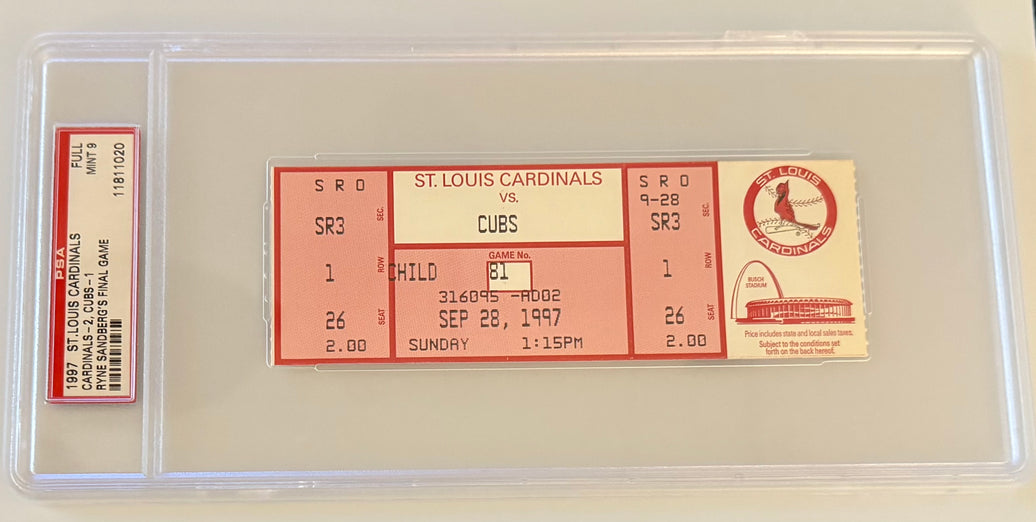 PSA
1997 ST.LOUIS CARDINALS FULL
CARDINALS-2, CUBS-1 MINT 9
RYNE SANDBERG'S FINAL GAME
11811020
S R O
SR3 SEC.
1 ROW
26 SEAT
2.00
ST. LOUIS CARDINALS
VS.
CUBS
GAME No.
CHILD 81
316095 -AD02
SEP 28, 1997
SUNDAY 1:15PM
S R O
9-28
SR3 SEC.
1 ROW
26 SEAT
2.00
ST. LOUIS
CARDINALS
BUSCH
STADIUM
Price includes state and local sales taxes.
Subject to the conditions set
forth on the back hereof.